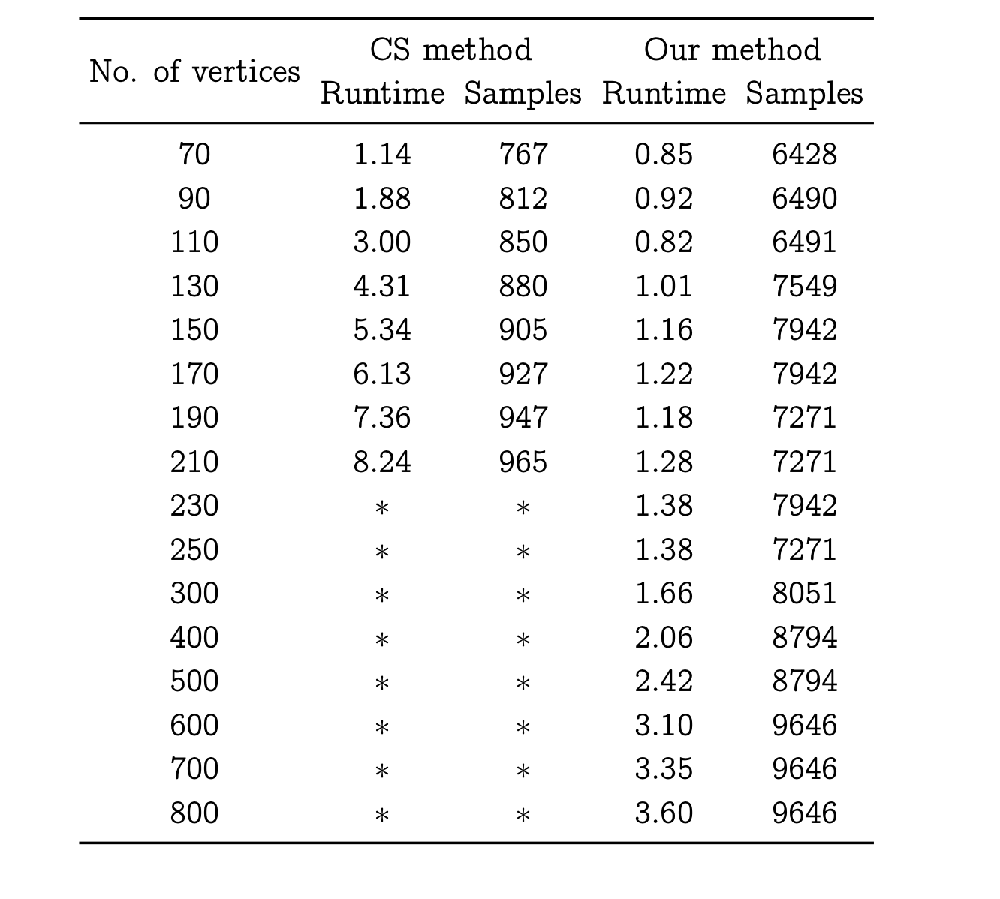 CS method Our method
No. of vertices
Runtime Samples Runtime Samples
70 1.14 767 0.85 6428
90 1.88 812 0.92 6490
110 3.00 850 0.82 6491
130 4.31 880 1.01 7549
150 5.34 905 1.16 7942
170 6.13 927 1.22 7942
190 7.36 947 1.18 7271
210 8.24 965 1.28 7271
230 * * 1.38 7942
250 * * 1.38 7271
300 * * 1.66 8051
400 * * 2.06 8794
500 * * 2.42 8794
600 * * 3.10 9646
700 * * 3.35 9646
800 * * 3.60 9646